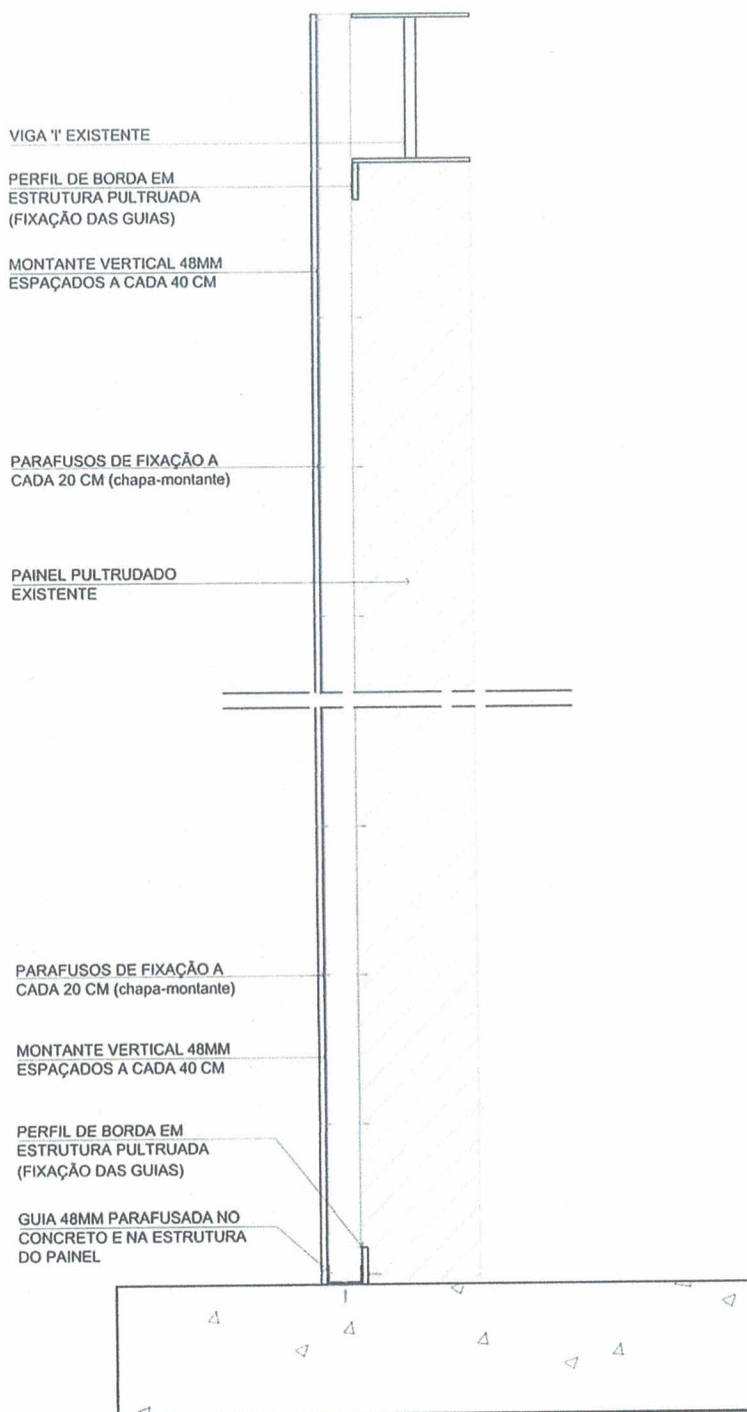 VIGA 'I' EXISTENTE
PERFIL DE BORDA EM
ESTRUTURA PULTRUADA
(FIXAÇÃO DAS GUIAS)
MONTANTE VERTICAL 48MM
ESPAÇADOS A CADA 40 CM
PARAFUSOS DE FIXAÇÃO A
CADA 20 CM (chapa-montante)
PAINEL PULTRUDADO
EXISTENTE
PARAFUSOS DE FIXAÇÃO A
CADA 20 CM (chapa-montante)
MONTANTE VERTICAL 48MM
ESPAÇADOS A CADA 40 CM
PERFIL DE BORDA EM
ESTRUTURA PULTRUADA
(FIXAÇÃO DAS GUIAS)
GUIA 48MM PARAFUSADA NO
CONCRETO E NA ESTRUTURA
DO PAINEL